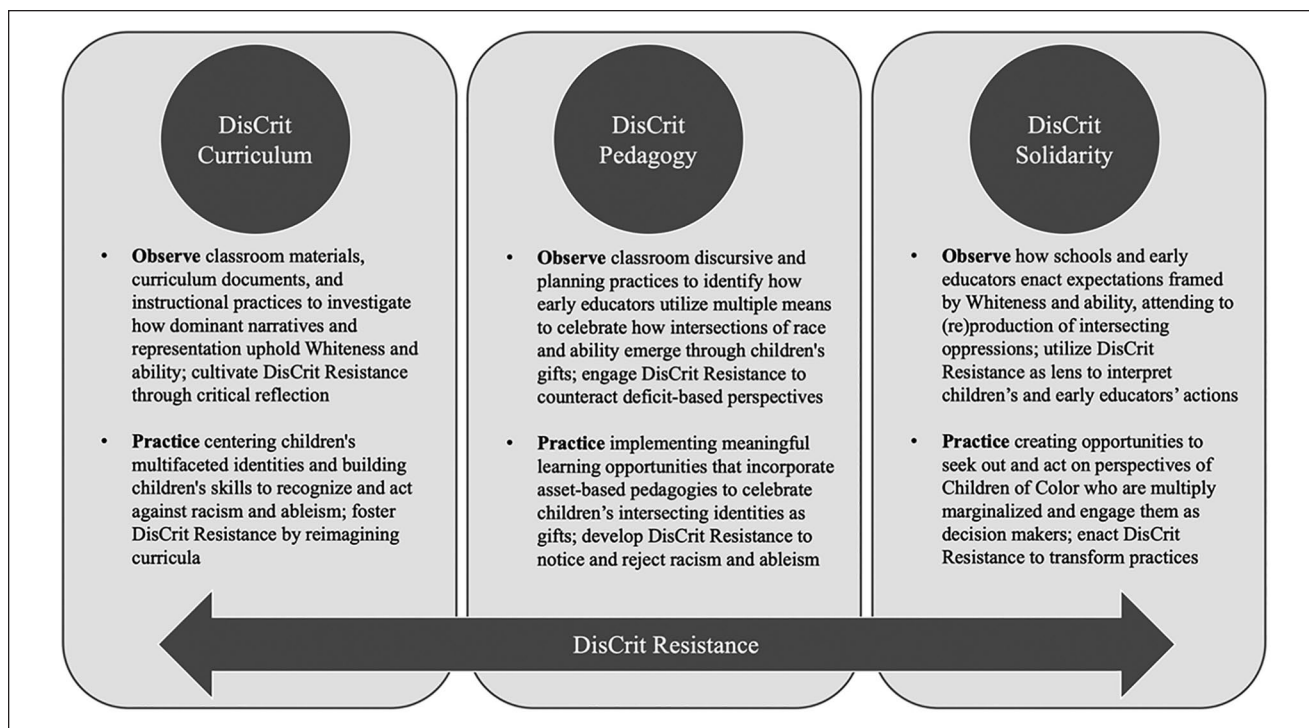 DisCrit
Curriculum
• Observe classroom materials,
curriculum documents, and
instructional practices to investigate
how dominant narratives and
representation uphold Whiteness and
ability; cultivate DisCrit Resistance
through critical reflection
• Practice centering children's
multifaceted identities and building
children's skills to recognize and act
against racism and ableism; foster
DisCrit Resistance by reimagining
curricula
DisCrit
Pedagogy
• Observe classroom discursive and
planning practices to identify how
early educators utilize multiple means
to celebrate how intersections of race
and ability emerge through children's
gifts; engage DisCrit Resistance to
counteract deficit-based perspectives
• Practice implementing meaningful
learning opportunities that incorporate
asset-based pedagogies to celebrate
children’s intersecting identities as
gifts; develop DisCrit Resistance to
notice and reject racism and ableism
DisCrit
Solidarity
• Observe how schools and early
educators enact expectations framed
by Whiteness and ability, attending to
(re)production of intersecting
oppressions; utilize DisCrit
Resistance as lens to interpret
children’s and early educators’ actions
• Practice creating opportunities to
seek out and act on perspectives of
Children of Color who are multiply
marginalized and engage them as
decision makers; enact DisCrit
Resistance to transform practices
DisCrit Resistance